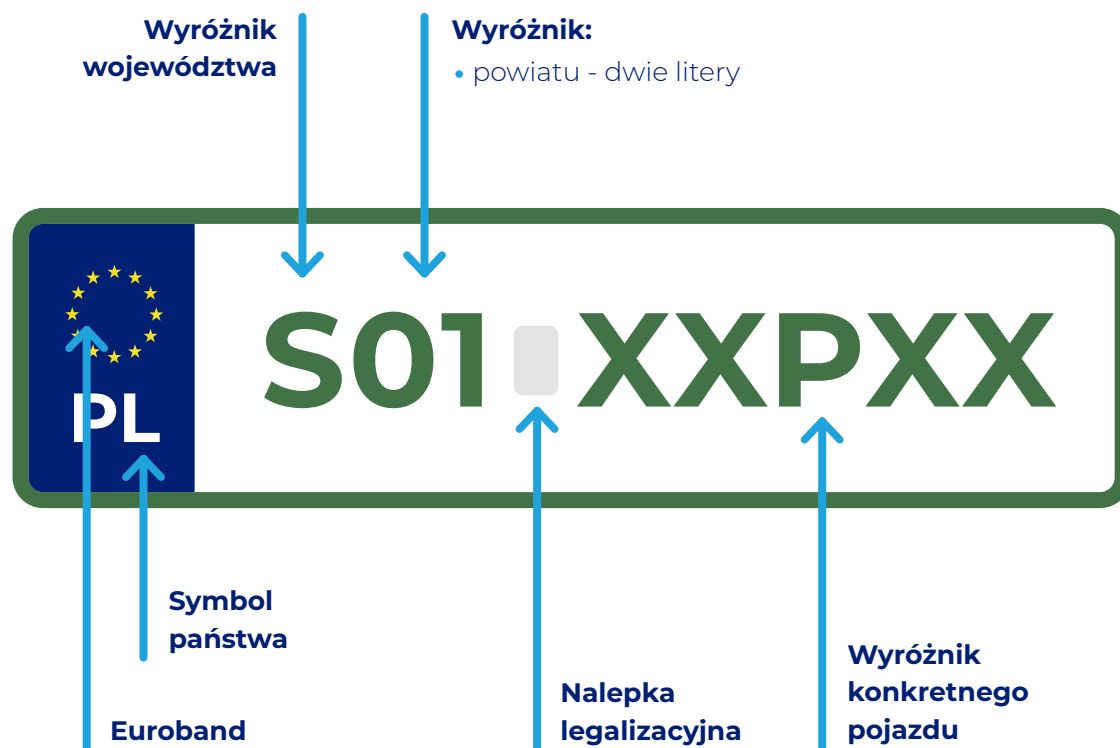 Wyróżnik
województwa
Wyróżnik:
• powiatu - dwie litery
PL
S01 XXPXX
Symbol
państwa
Euroband
Nalepka
legalizacyjna
Wyróżnik
konkretnego
pojazdu